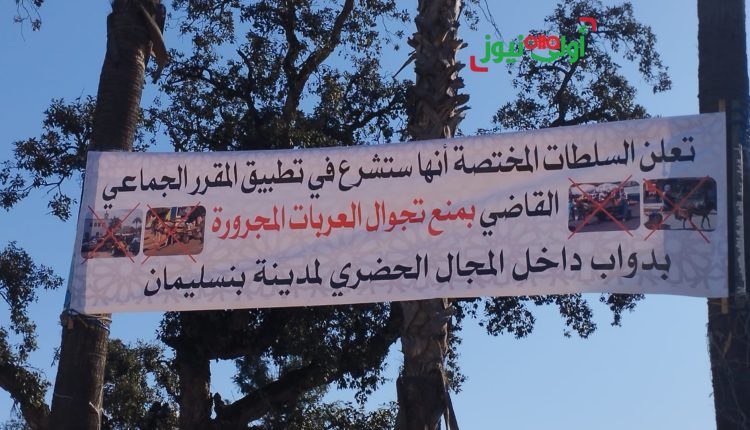 أولى نيوز
تعلن السلطات المختصة أنها ستشرع في تطبيق المقرر الجماعي
القاضي بمنع تجوال العربات المجرورة
بدواب داخل المجال الحضري لمدينة بنسليمان